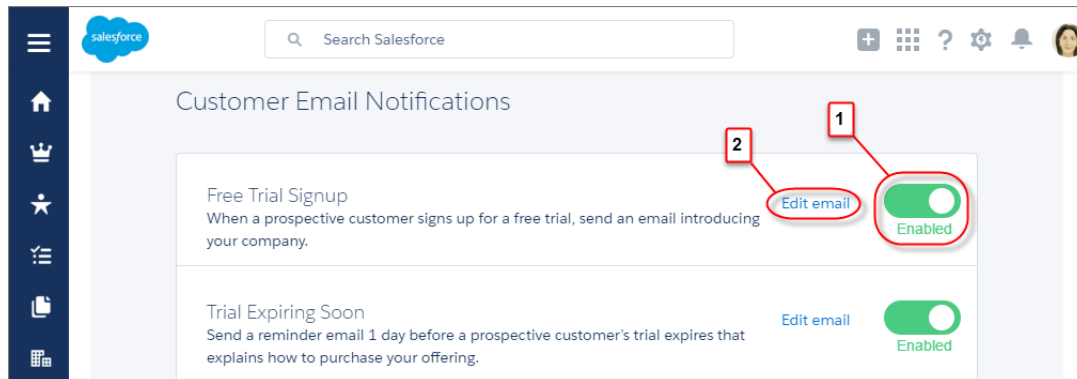 salesforce
Search Salesforce
?
Customer Email Notifications
1
2
Free Trial Signup
When a prospective customer signs up for a free trial, send an email introducing
your company.
Edit email
Enabled
Trial Expiring Soon
Send a reminder email 1 day before a prospective customer's trial expires that
explains how to purchase your offering.
Edit email
Enabled